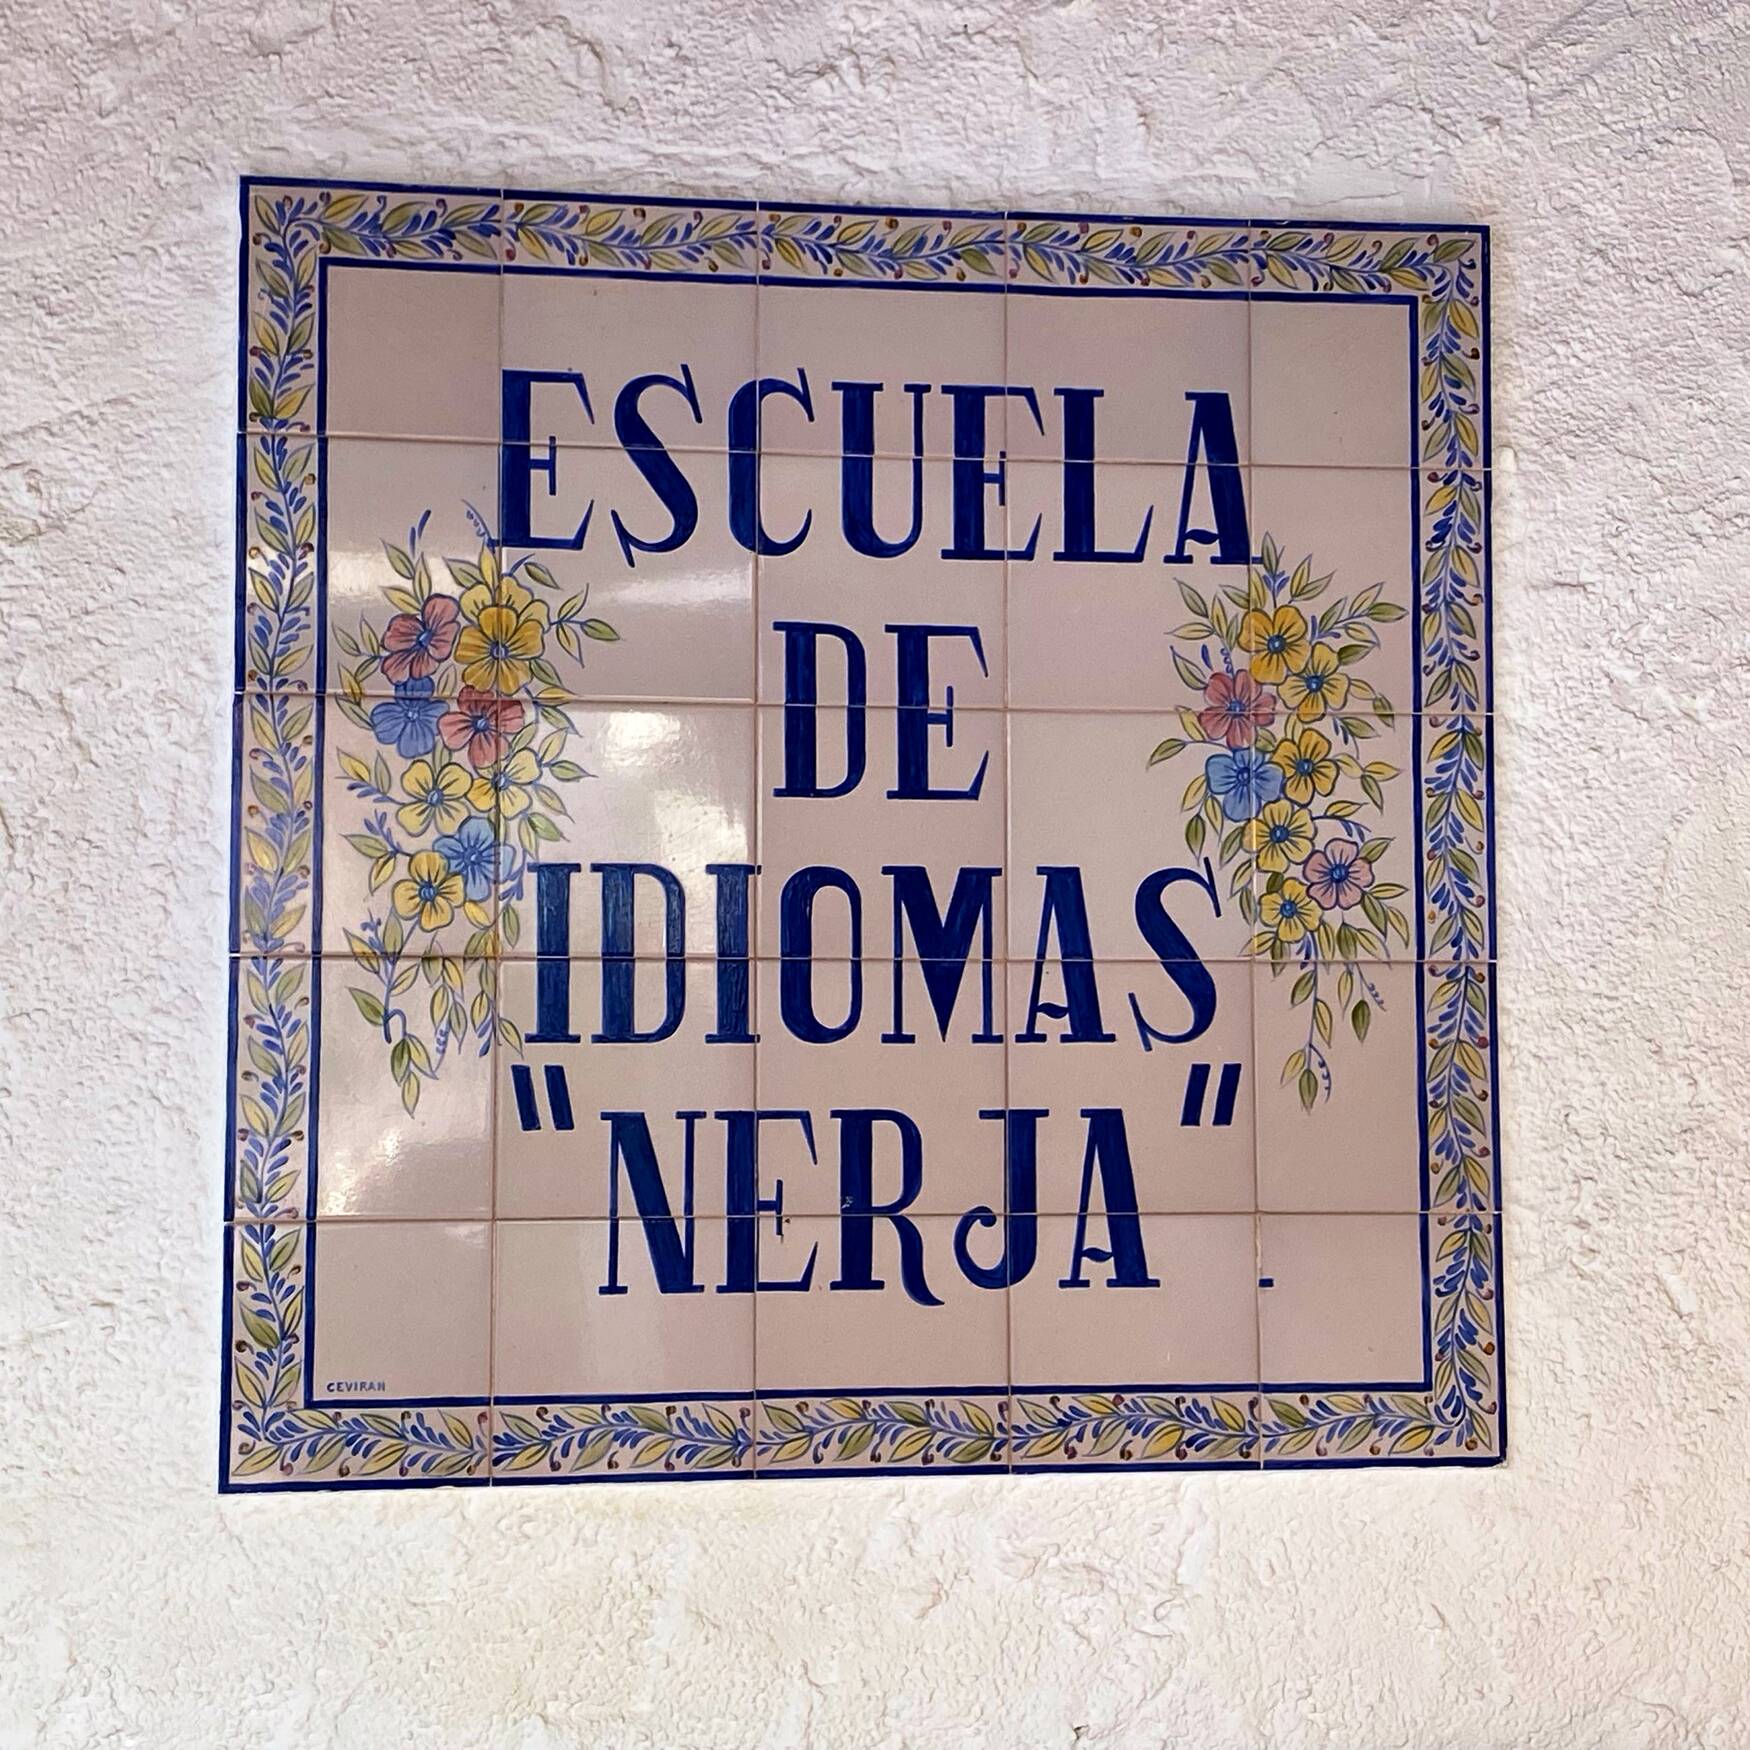 ESCUELA
DE
IDIOMAS
"NERJA"
CEVIRAN